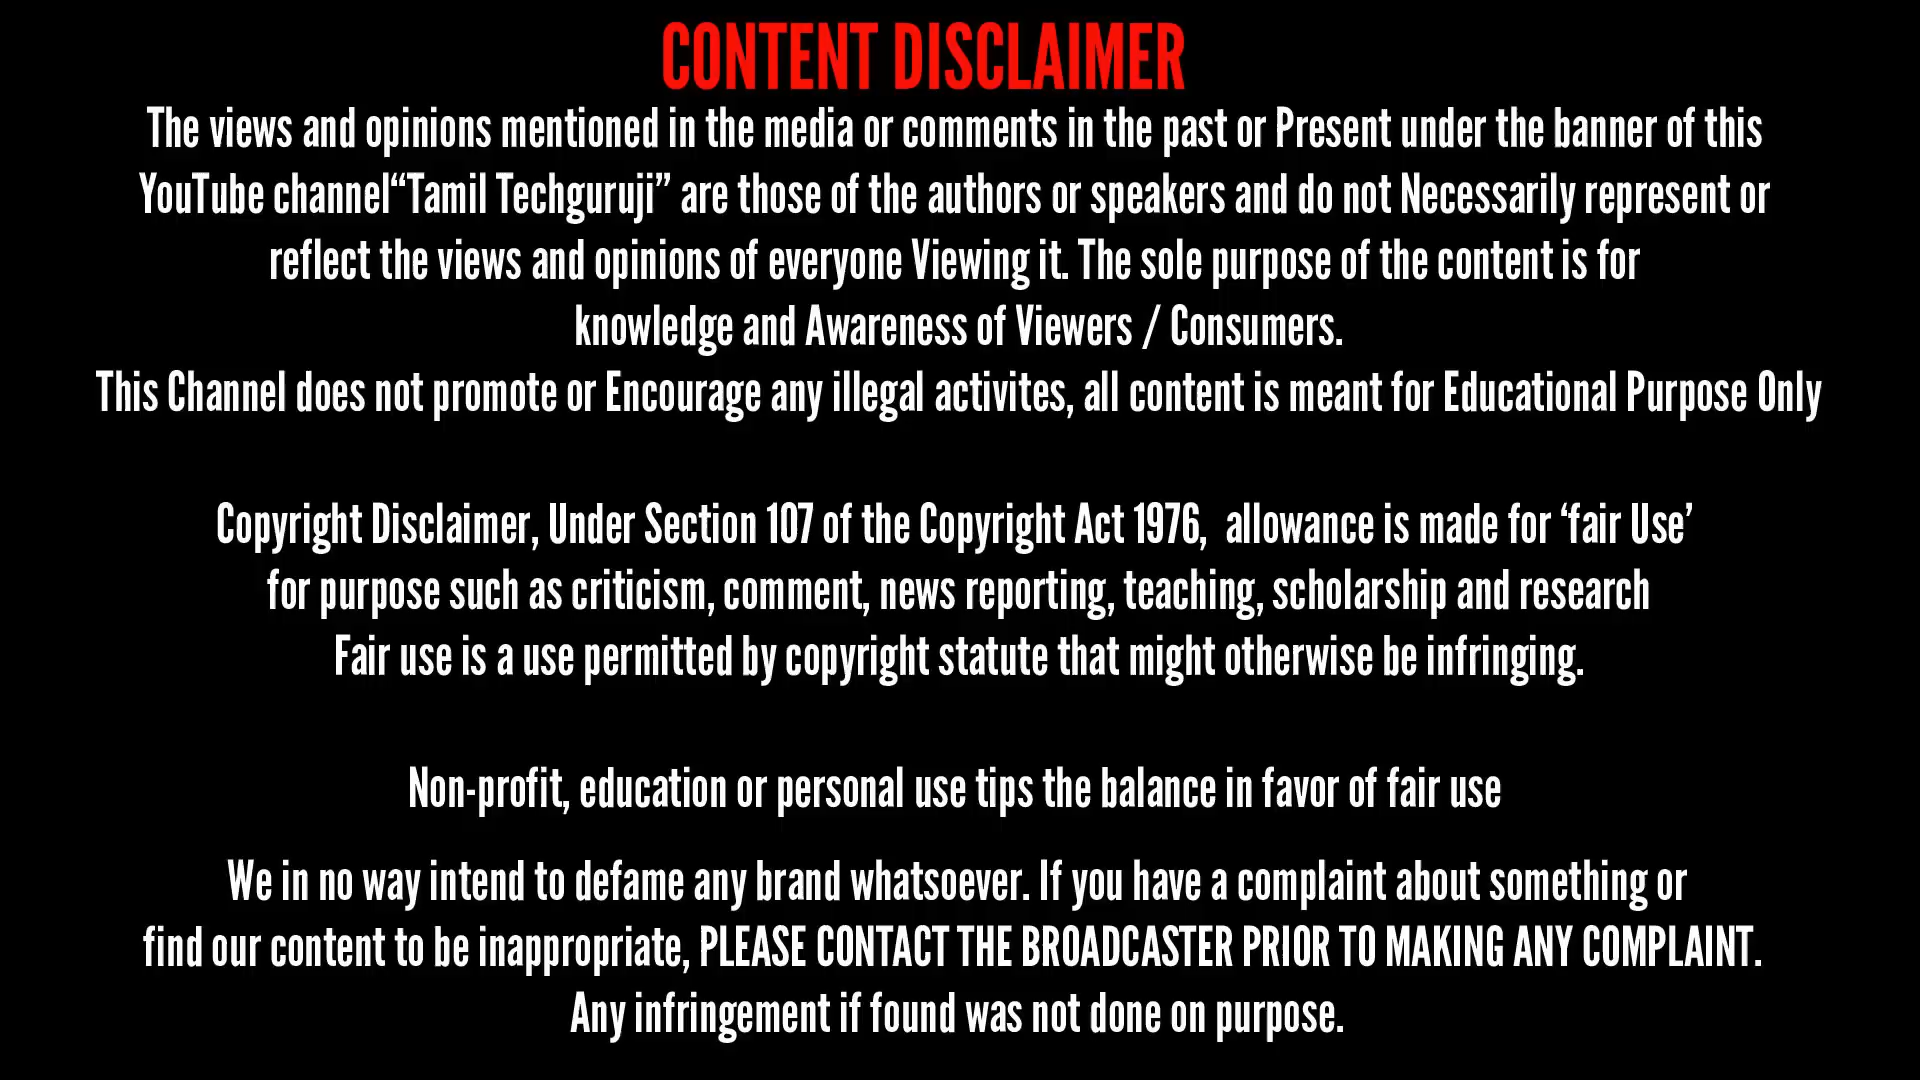 CONTENT DISCLAIMER
The views and opinions mentioned in the media or comments in the past or Present under the banner of this
YouTube channel“Tamil Techguruji” are those of the authors or speakers and do not Necessarily represent or
reflect the views and opinions of everyone Viewing it. The sole purpose of the content is for
knowledge and Awareness of Viewers / Consumers.
This Channel does not promote or Encourage any illegal activites, all content is meant for Educational Purpose Only
Copyright Disclaimer, Under Section 107 of the Copyright Act 1976, allowance is made for ‘fair Use’
for purpose such as criticism, comment, news reporting, teaching, scholarship and research
Fair use is a use permitted by copyright statute that might otherwise be infringing.
Non-profit, education or personal use tips the balance in favor of fair use
We in no way intend to defame any brand whatsoever. If you have a complaint about something or
find our content to be inappropriate, PLEASE CONTACT THE BROADCASTER PRIOR TO MAKING ANY COMPLAINT.
Any infringement if found was not done on purpose.